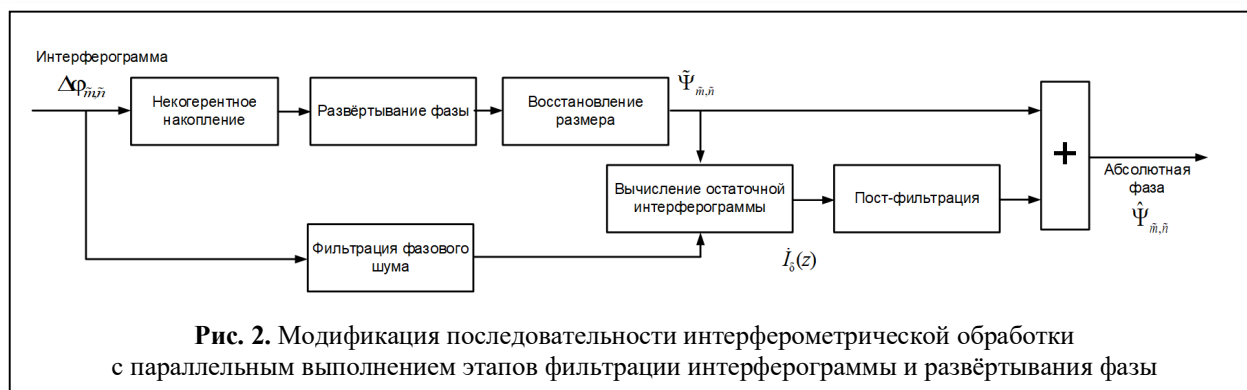 Интерферограмма
Δφ_{m̃,ñ}
Некогерентное
накопление
Развёртывание фазы
Восстановление
размера
Ψ̃_{m̃,ñ}
Вычисление остаточной
интерферограммы
Пост-фильтрация
+
Абсолютная
фаза
Ψ̂_{m̃,ñ}
Фильтрация фазового
шума
İ_δ(z)
Рис. 2. Модификация последовательности интерферометрической обработки
с параллельным выполнением этапов фильтрации интерферограммы и развёртывания фазы